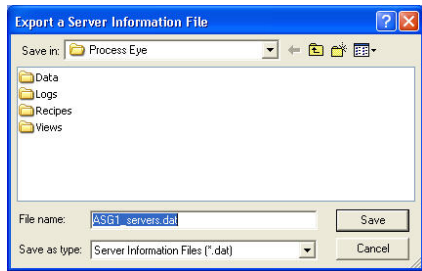 Export a Server Information File
Save in: Process Eye
Data
Logs
Recipes
Views
File name: ASG1_servers.dat Save
Save as type: Server Information Files (*.dat) Cancel